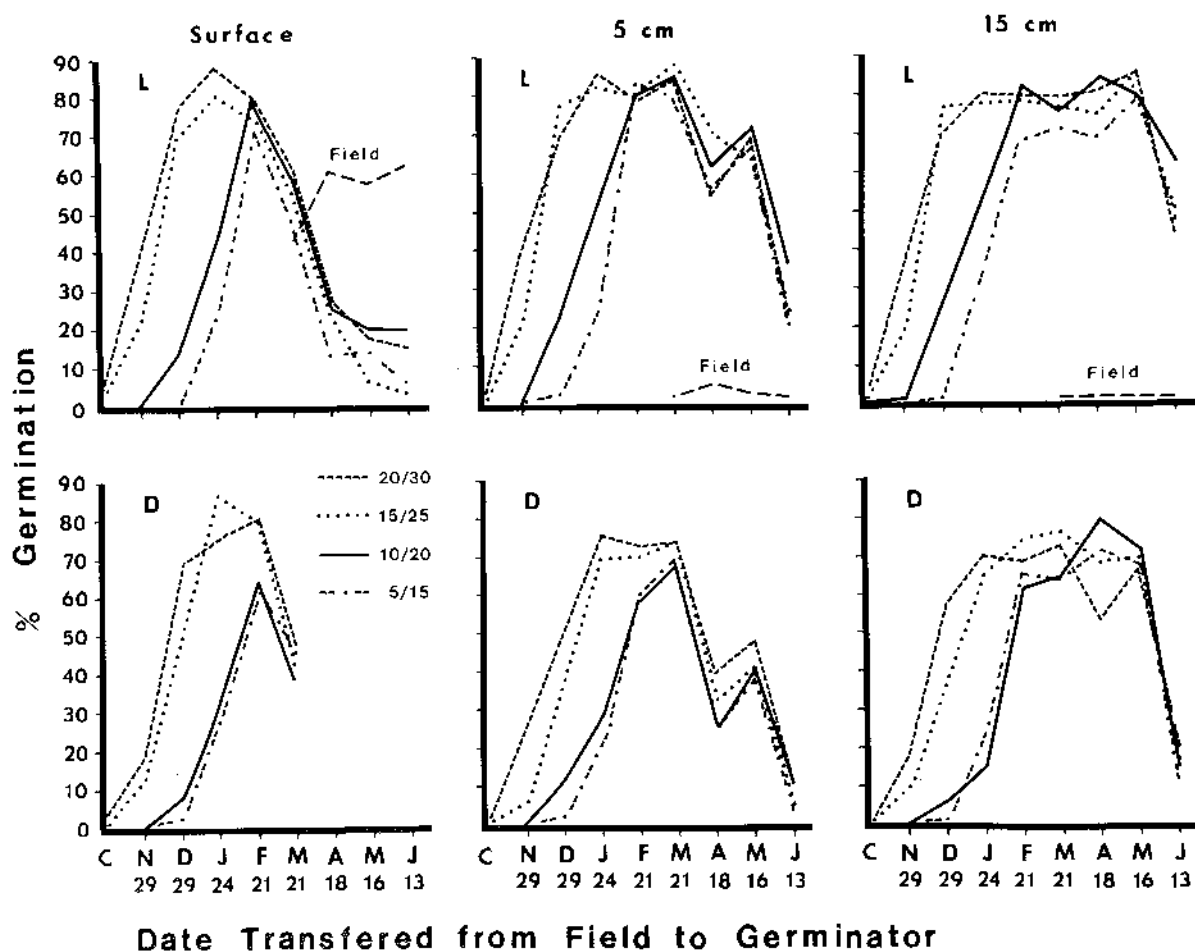 Surface
5 cm
15 cm
% Germination
90
80
70
60
50
40
30
20
10
0
L
Field
L
Field
L
Field
90
80
70
60
50
40
30
20
10
0
D
20/30
15/25
10/20
5/15
D
D
C N D J F M A M J
29 29 24 21 21 18 16 13
C N D J F M A M J
29 29 24 21 21 18 16 13
C N D J F M A M J
29 29 24 21 21 18 16 13
Date Transfered from Field to Germinator